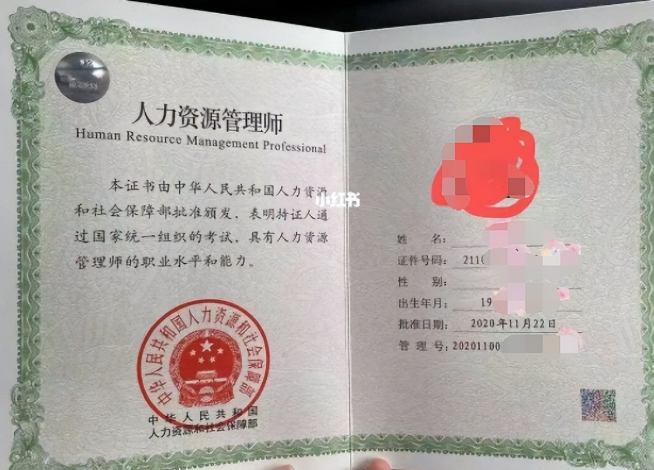 人力资源管理师
Human Resource Management Professional
本证书由中华人民共和国人力资源
和社会保障部批准颁发，表明持证人通
过国家统一组织的考试，具有人力资源
管理师的职业水平和能力。
中华人民共和国人力资源和社会保障部
中华人民共和国
人力资源和社会保障部
小红书
姓 名：
证件号码：211
性 别：
出生年月：19
批准日期：2020年11月22日
管 理 号：20201100